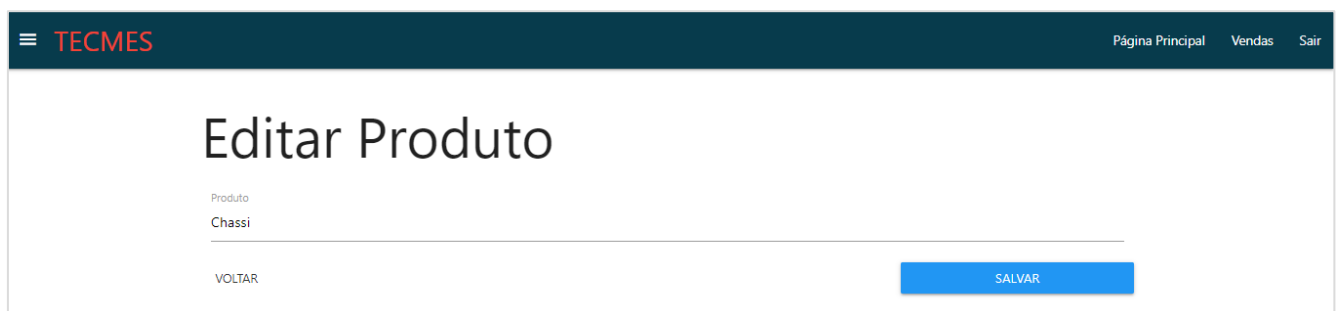 TECMES Página Principal Vendas Sair
Editar Produto
Produto
Chassi
VOLTAR SALVAR